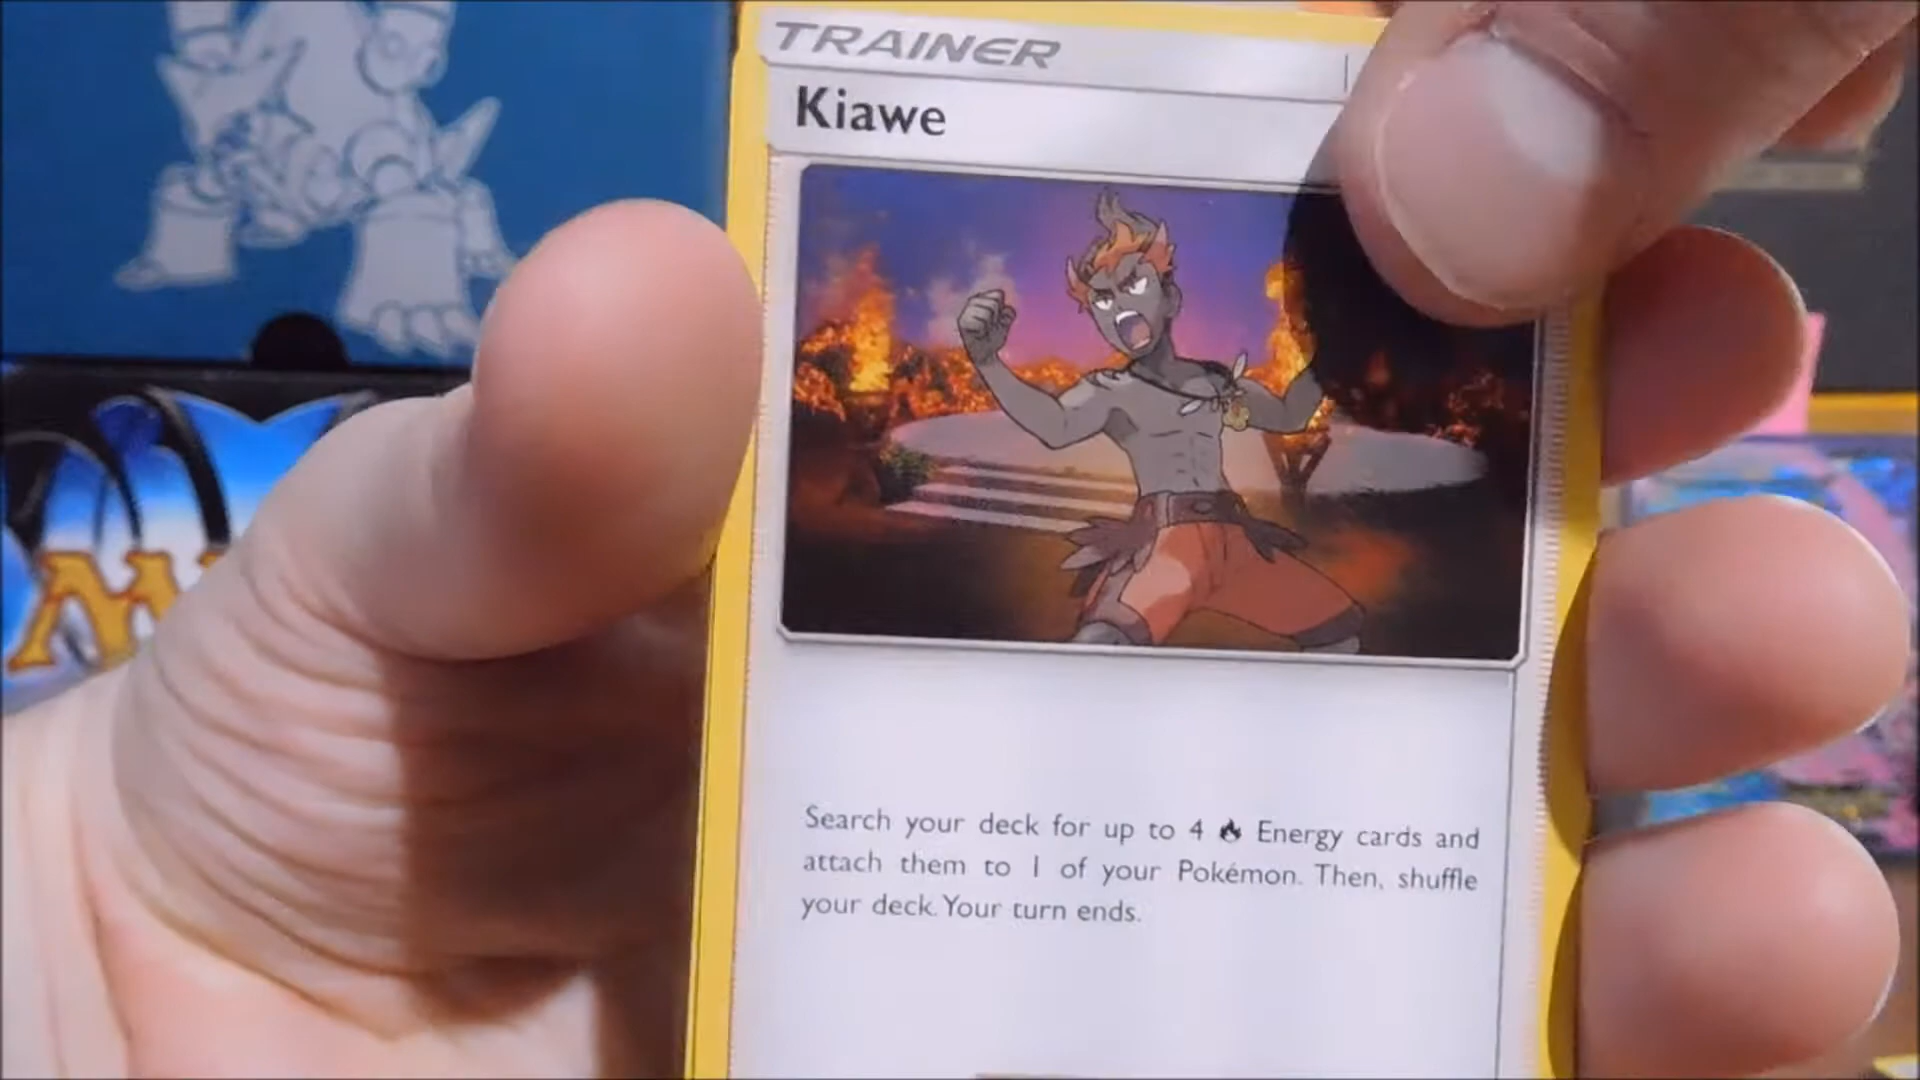 TRAINER
Kiawe
Search your deck for up to 4 Energy cards and
attach them to 1 of your Pokémon. Then, shuffle
your deck. Your turn ends.